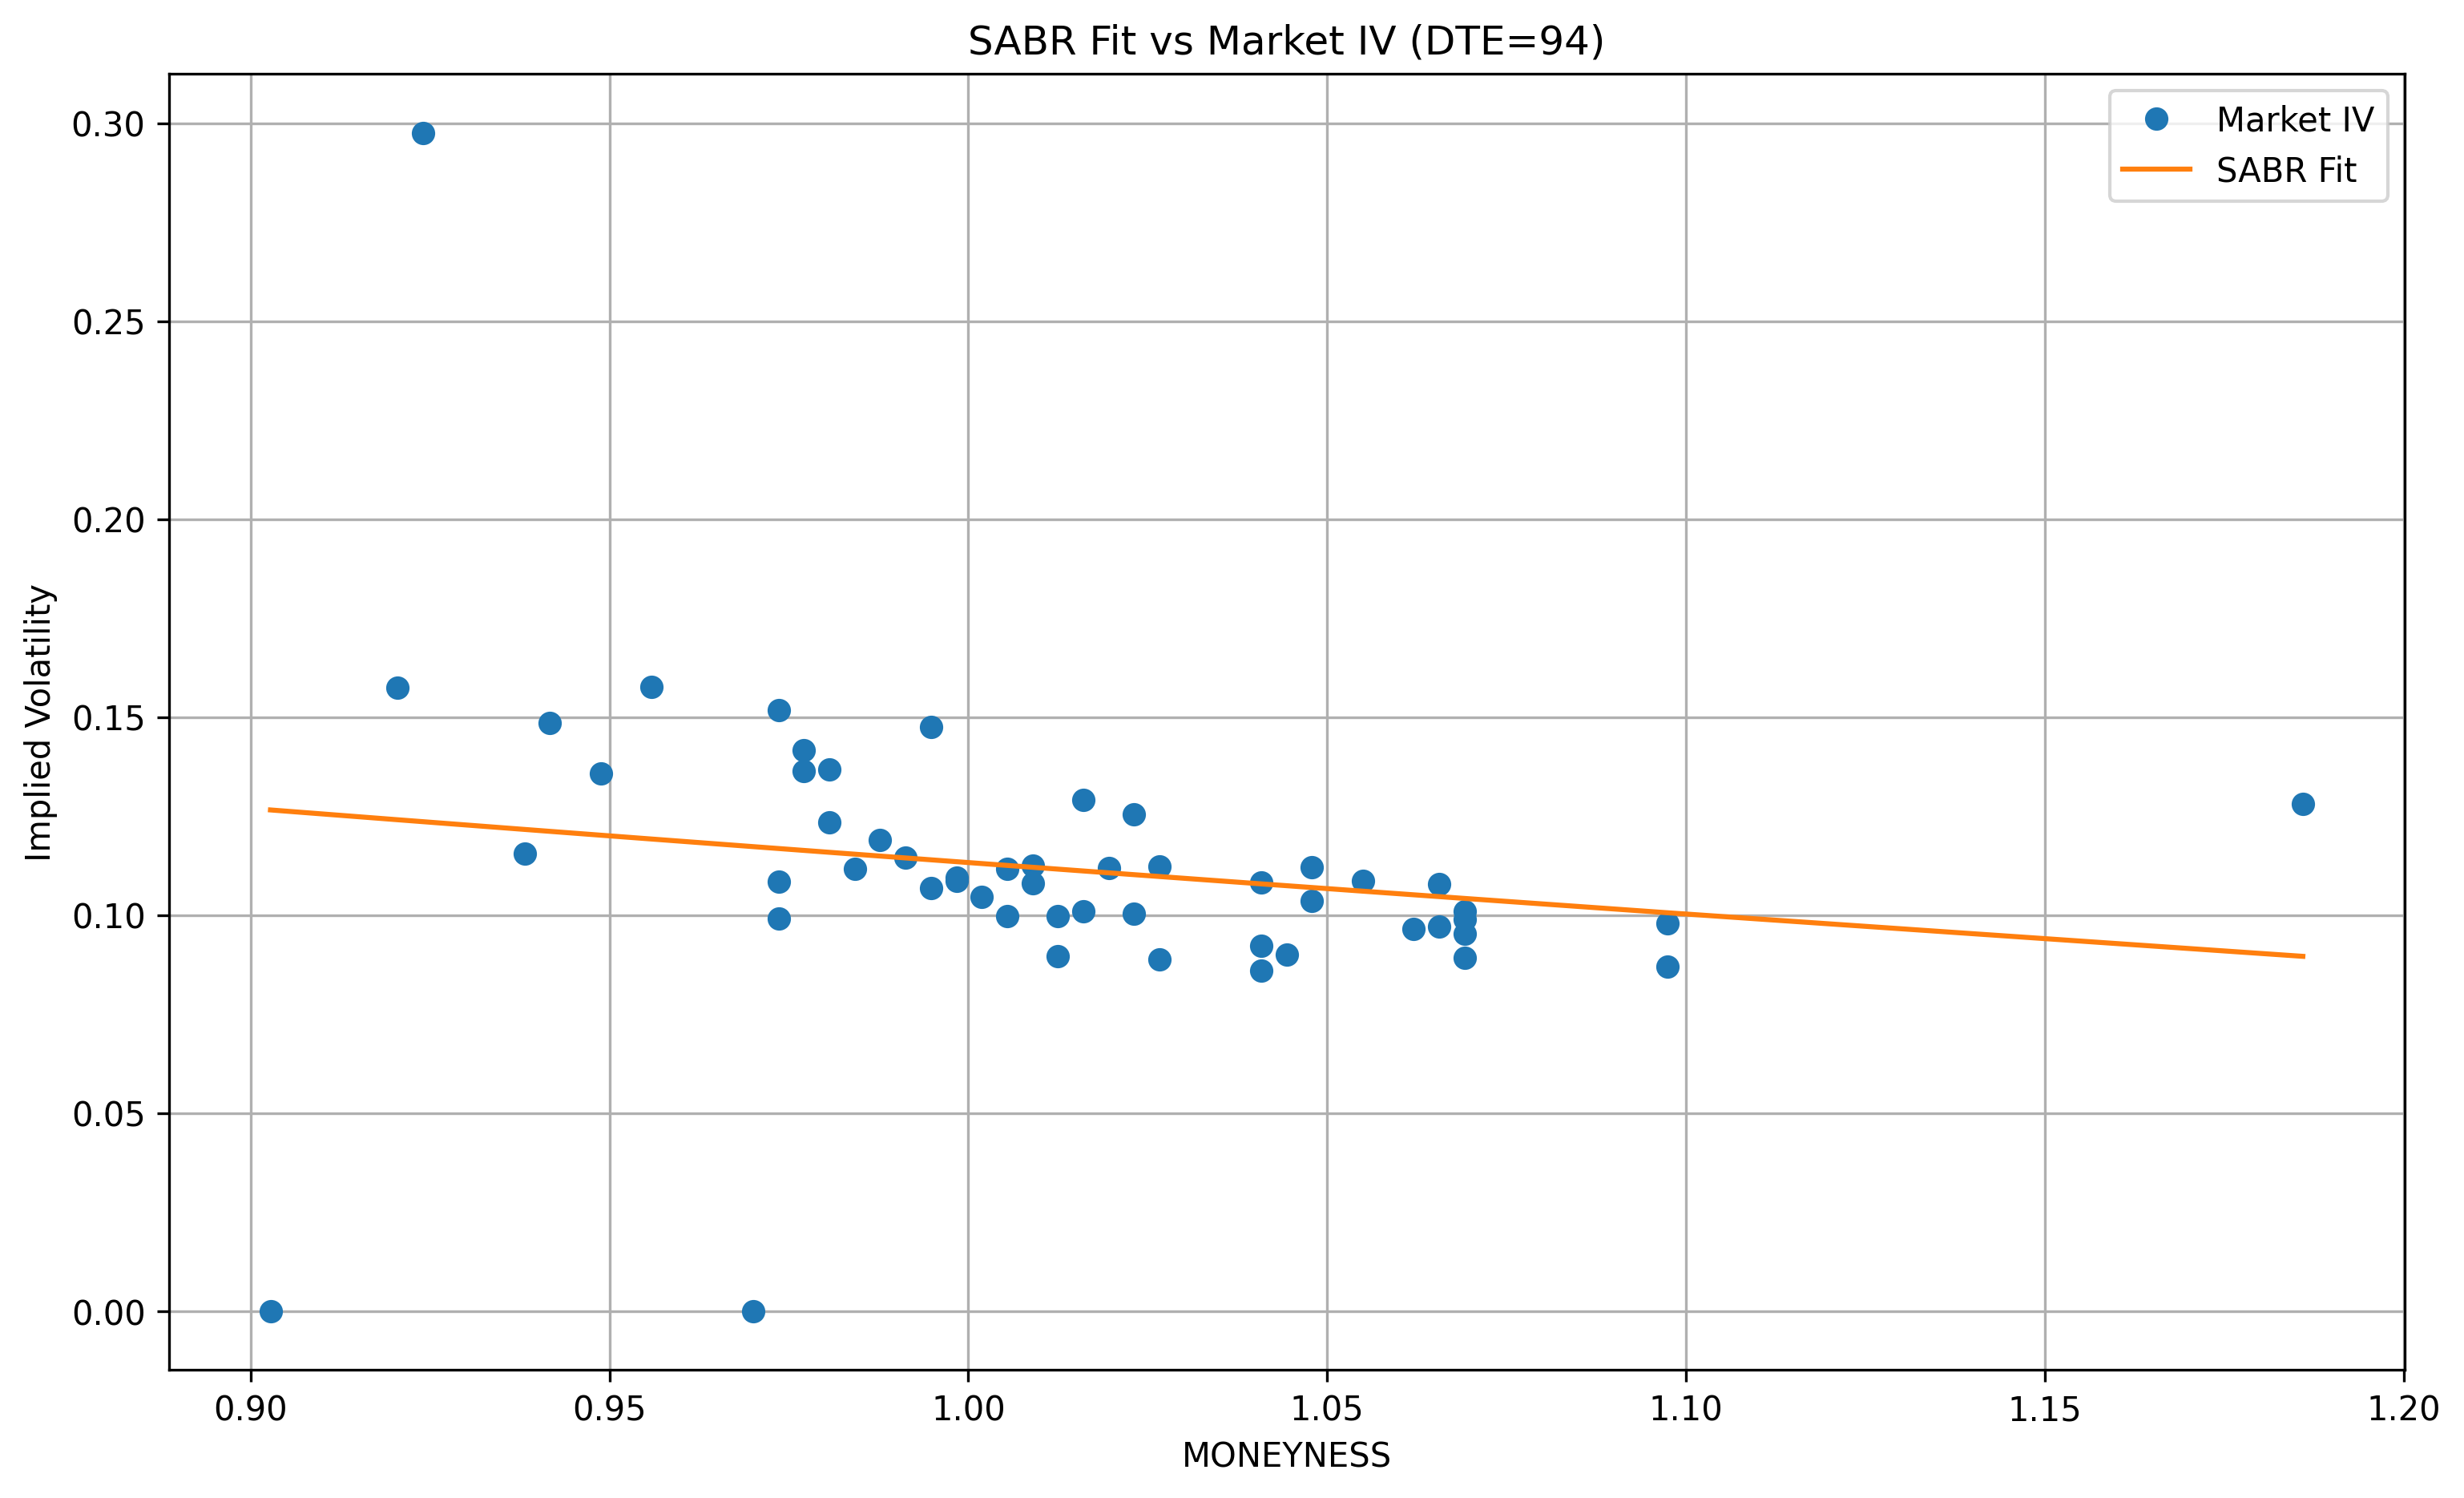 SABR Fit vs Market IV (DTE=94)
Market IV
SABR Fit
Implied Volatility
0.30
0.25
0.20
0.15
0.10
0.05
0.00
0.90 0.95 1.00 1.05 1.10 1.15 1.20
MONEYNESS